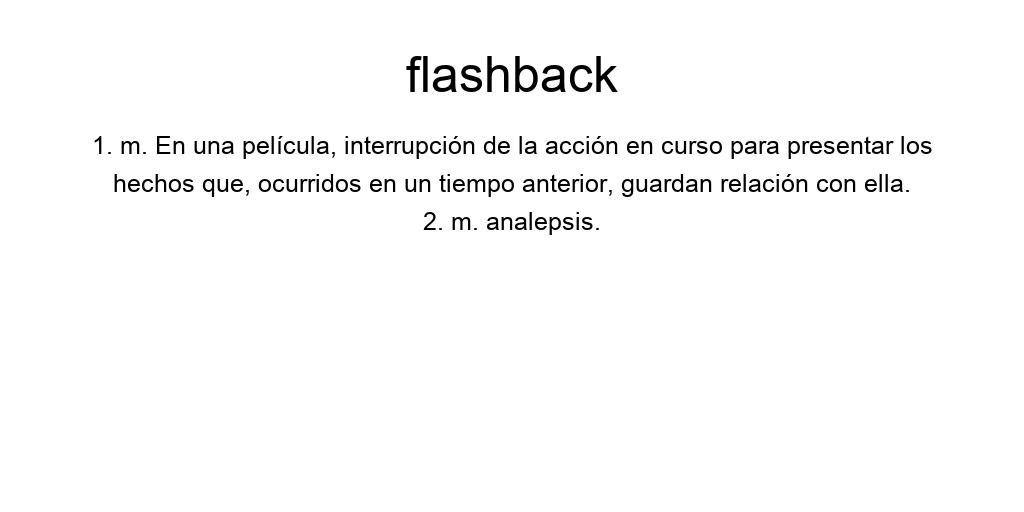 flashback
1. m. En una película, interrupción de la acción en curso para presentar los
hechos que, ocurridos en un tiempo anterior, guardan relación con ella.
2. m. analepsis.